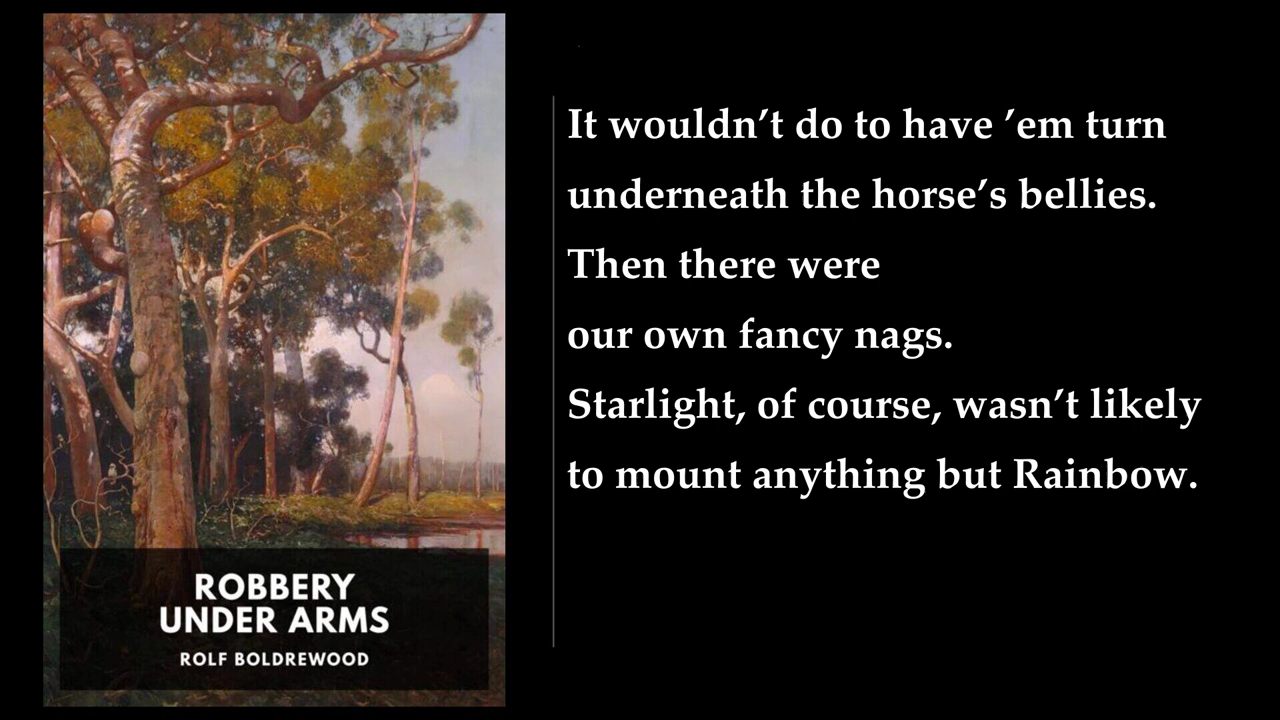 It wouldn’t do to have ’em turn
underneath the horse’s bellies.
Then there were
our own fancy nags.
Starlight, of course, wasn’t likely
to mount anything but Rainbow.
ROBBERY
UNDER ARMS
ROLF BOLDREWOOD